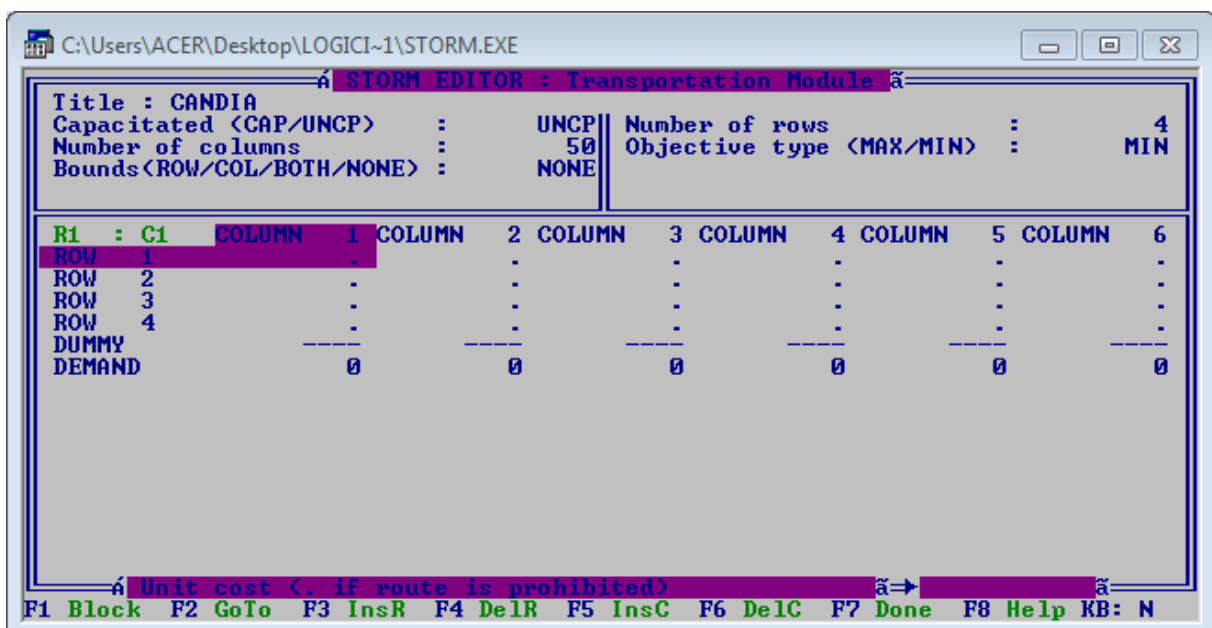 C:\Users\ACER\Desktop\LOGICI~1\STORM.EXE
á STORM EDITOR : Transportation Module ã
Title : CANDIA
Capacitated (CAP/UNCP) : UNCP Number of rows : 4
Number of columns : 50 Objective type (MAX/MIN) : MIN
Bounds(ROW/COL/BOTH/NONE) : NONE
R1 : C1 COLUMN 1 COLUMN 2 COLUMN 3 COLUMN 4 COLUMN 5 COLUMN 6
ROW 1 . . . . . .
ROW 2 . . . . . .
ROW 3 . . . . . .
ROW 4 . . . . . .
DUMMY ---- ---- ---- ---- ---- ----
DEMAND 0 0 0 0 0 0
á Unit cost (. if route is prohibited) ã→ ã
F1 Block F2 GoTo F3 InsR F4 DelR F5 InsC F6 DelC F7 Done F8 Help KB: N